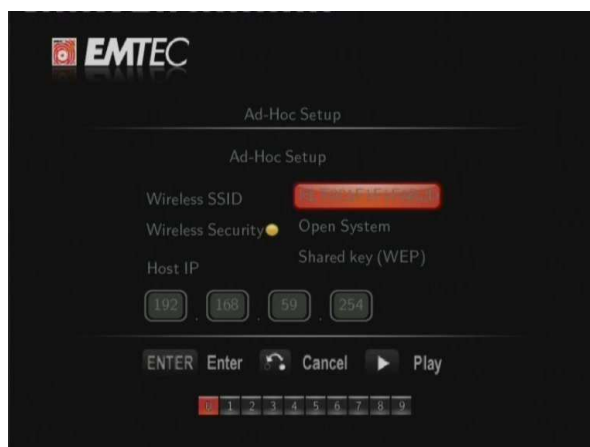 EMTEC
Ad-Hoc Setup
Ad-Hoc Setup
Wireless SSID
Wireless Security Open System
Shared key (WEP)
Host IP
192 . 168 . 59 . 254
ENTER Enter Cancel Play
0 1 2 3 4 5 6 7 8 9